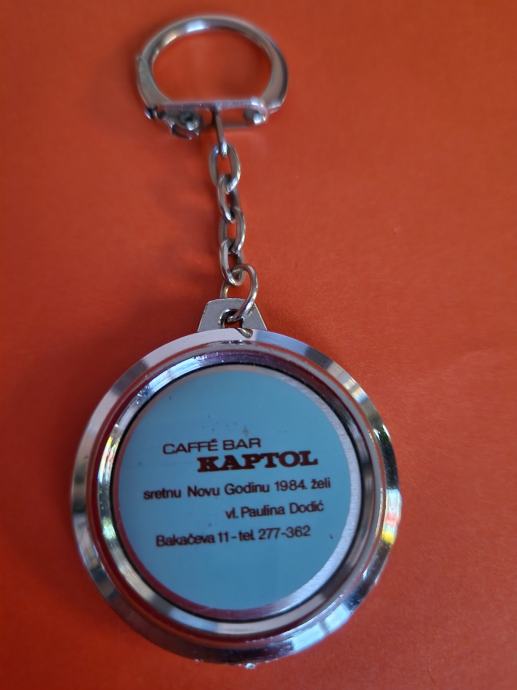 CAFFÉ BAR
KAPTOL
sretnu Novu Godinu 1984. želi
vl. Paulina Dodić
Bakačeva 11 - tel. 277-362